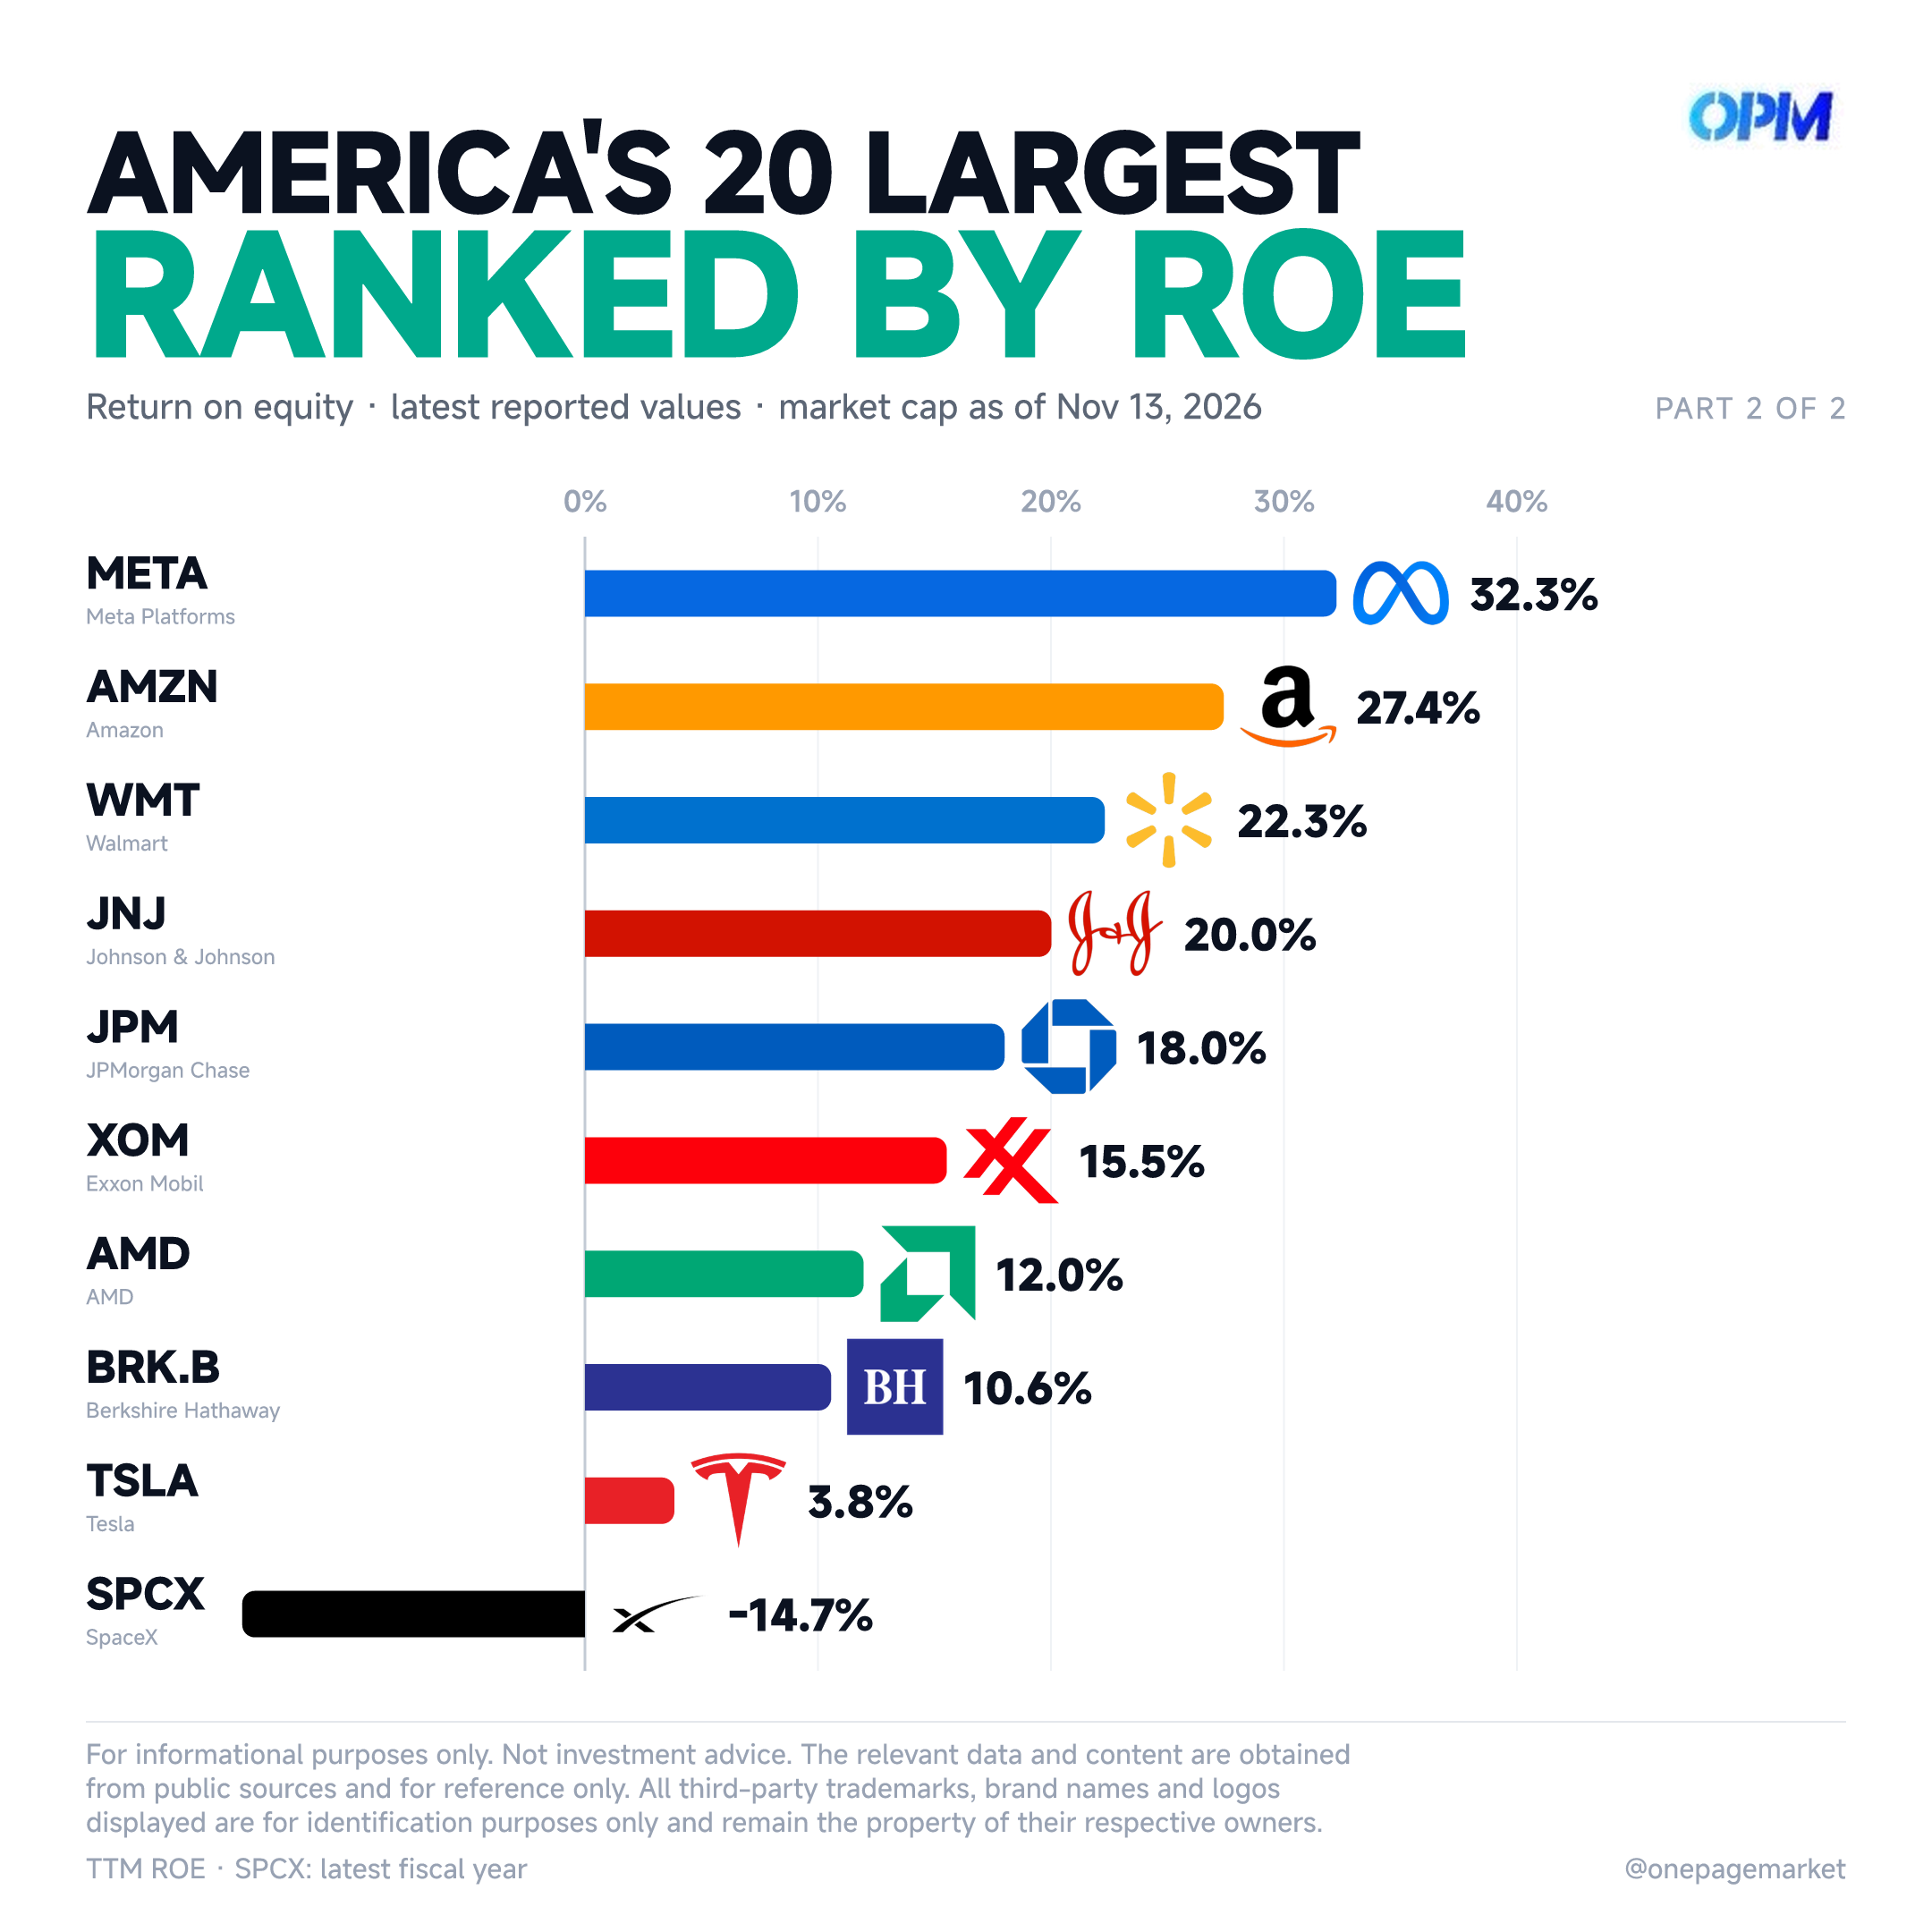 OPM
AMERICA'S 20 LARGEST
RANKED BY ROE
Return on equity · latest reported values · market cap as of Nov 13, 2026
PART 2 OF 2
0% 10% 20% 30% 40%
META
Meta Platforms
32.3%
AMZN
Amazon
a
27.4%
WMT
Walmart
22.3%
JNJ
Johnson & Johnson
J&J
20.0%
JPM
JPMorgan Chase
18.0%
XOM
Exxon Mobil
15.5%
AMD
AMD
12.0%
BRK.B
Berkshire Hathaway
BH
10.6%
TSLA
Tesla
3.8%
SPCX
SpaceX
-14.7%
For informational purposes only. Not investment advice. The relevant data and content are obtained
from public sources and for reference only. All third-party trademarks, brand names and logos
displayed are for identification purposes only and remain the property of their respective owners.
TTM ROE · SPCX: latest fiscal year
@onepagemarket